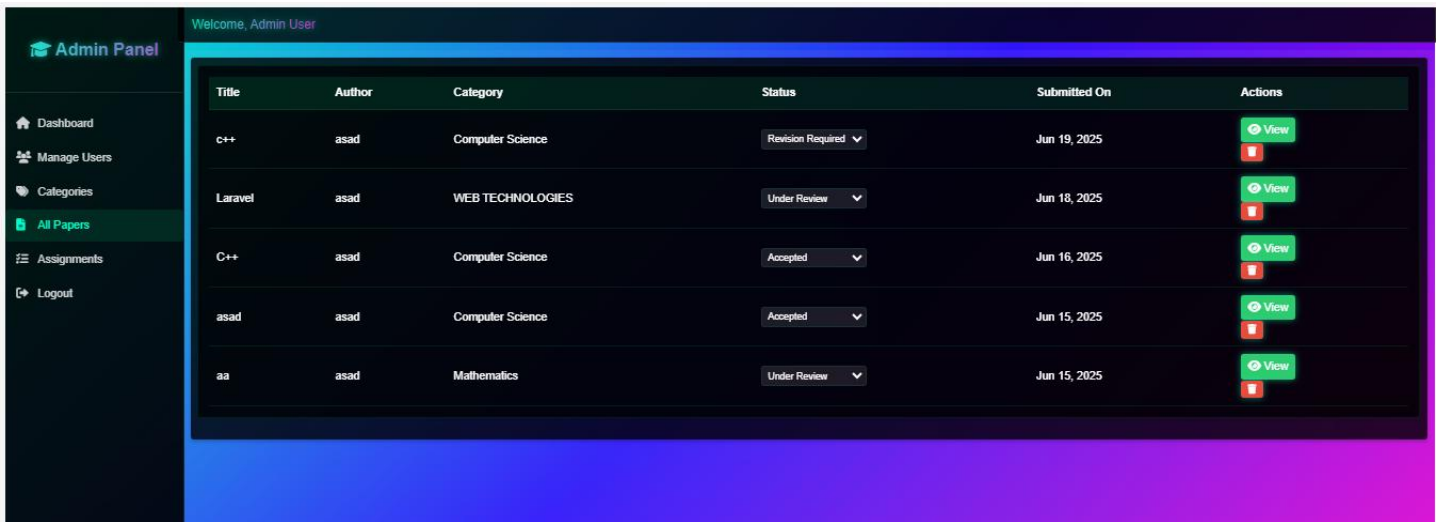 Welcome, Admin User
Admin Panel
Dashboard
Manage Users
Categories
All Papers
Assignments
Logout
Title Author Category Status Submitted On Actions
c++ asad Computer Science Revision Required Jun 19, 2025 View
Laravel asad WEB TECHNOLOGIES Under Review Jun 18, 2025 View
C++ asad Computer Science Accepted Jun 16, 2025 View
asad asad Computer Science Accepted Jun 15, 2025 View
aa asad Mathematics Under Review Jun 15, 2025 View